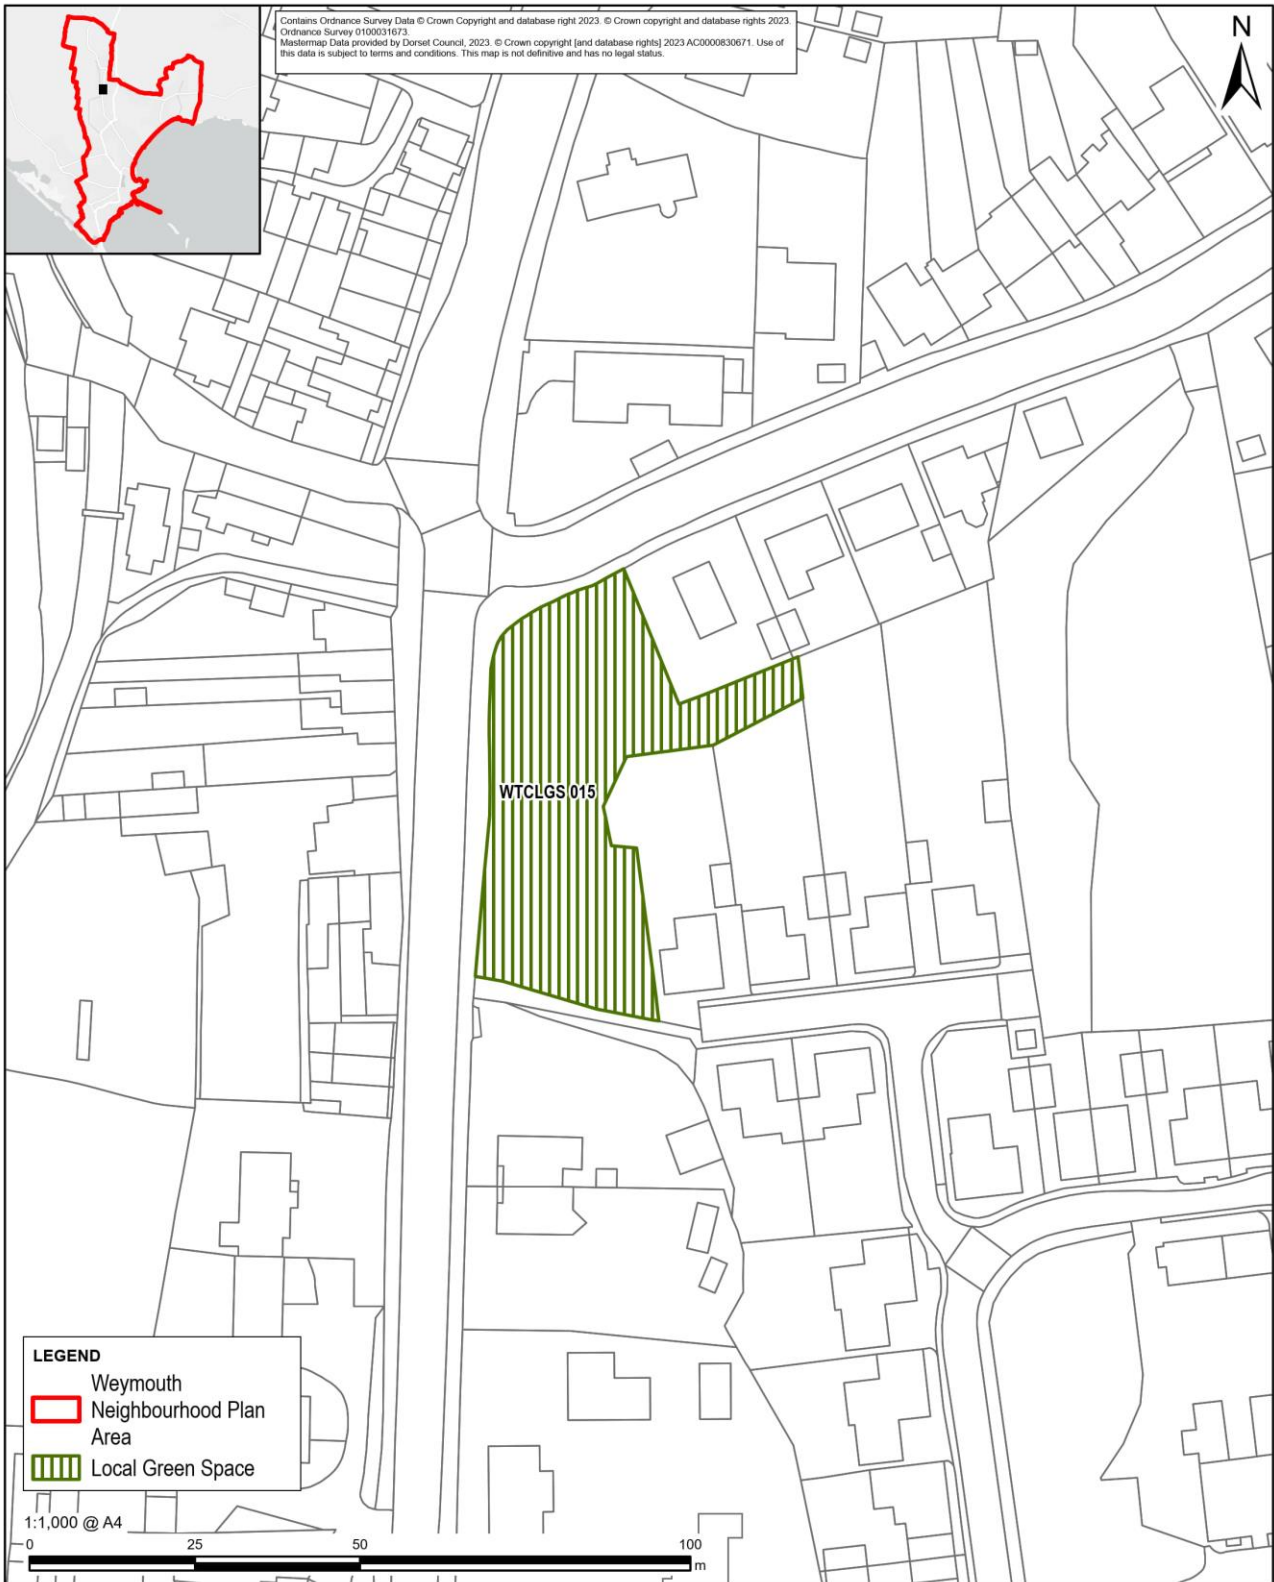 Contains Ordnance Survey Data © Crown Copyright and database right 2023. © Crown copyright and database rights 2023.
Ordnance Survey 0100031673.
Mastermap Data provided by Dorset Council, 2023. © Crown copyright [and database rights] 2023 AC0000830671. Use of
this data is subject to terms and conditions. This map is not definitive and has no legal status.
N
WTCLGS 015
LEGEND
Weymouth
Neighbourhood Plan
Area
Local Green Space
1:1,000 @ A4
0 25 50 100
m